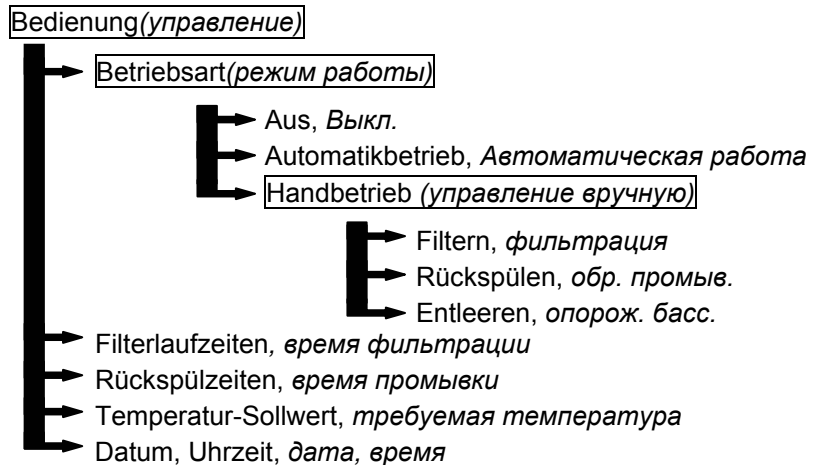 Bedienung(управление)
Betriebsart(режим работы)
Aus, Выкл.
Automatikbetrieb, Автоматическая работа
Handbetrieb (управление вручную)
Filtern, фильтрация
Rückspülen, обр. промыв.
Entleeren, опорож. басс.
Filterlaufzeiten, время фильтрации
Rückspülzeiten, время промывки
Temperatur-Sollwert, требуемая температура
Datum, Uhrzeit, дата, время